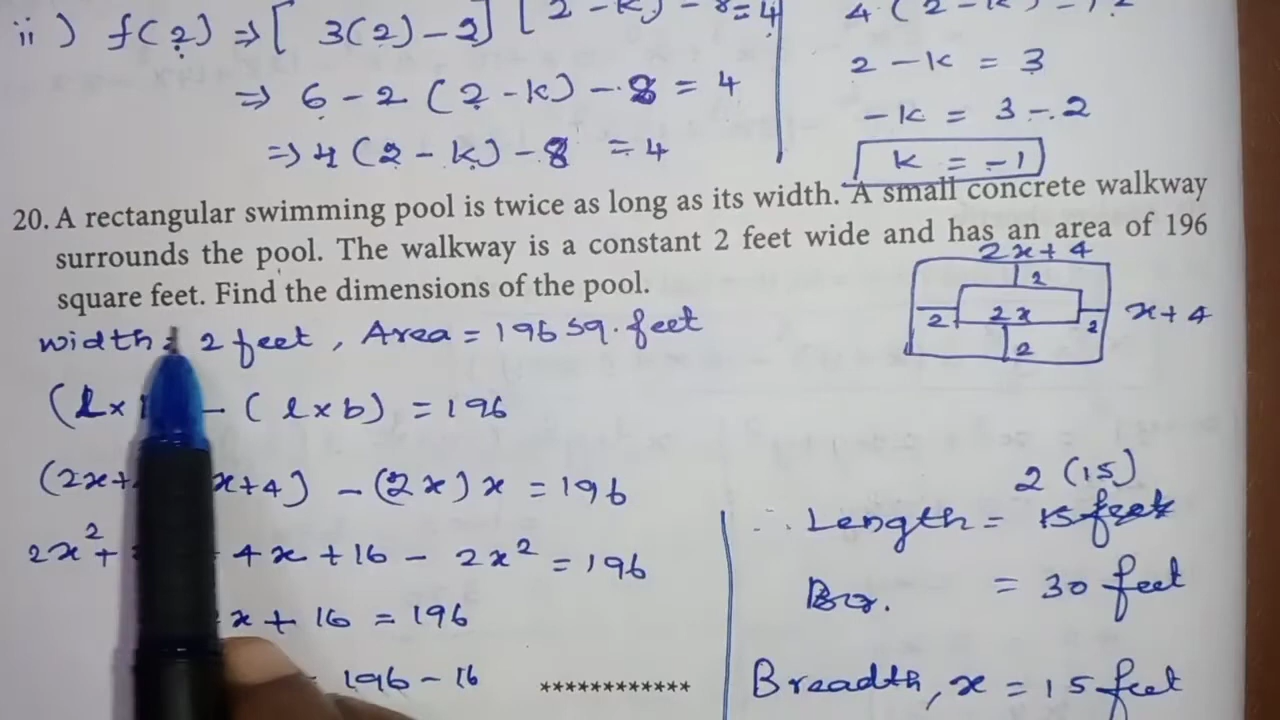 ii) f(2) ⇒ [ 3(2) - 2] [ 2 - k) - 8 = 4
⇒ 6 - 2 (2 - k) - 8 = 4
⇒ 4 (2 - k) - 8 = 4
4 ( 2 - k
2 - k = 3
- k = 3 - 2
k = -1
20. A rectangular swimming pool is twice as long as its width. A small concrete walkway
surrounds the pool. The walkway is a constant 2 feet wide and has an area of 196
square feet. Find the dimensions of the pool.
2x + 4
2
2 2x 2
2
x + 4
width = 2 feet, Area = 196 sq. feet
(l x - ( l x b) = 196
(2x+ x+4) - (2x) x = 196
2x² + 4x + 16 - 2x² = 196
x + 16 = 196
196 - 16
************
2 (15)
∴ Length = 15 feet
Br. = 30 feet
Breadth, x = 15 feet